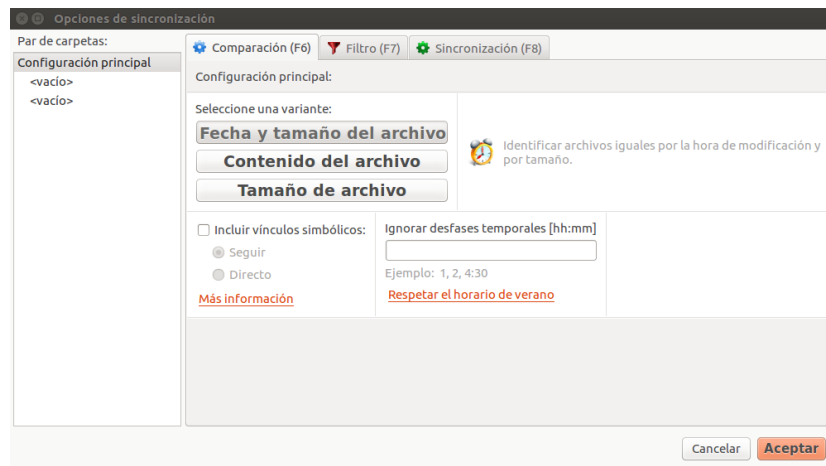 Opciones de sincronización
Par de carpetas:
Configuración principal
<vacío>
<vacío>
Comparación (F6)
Filtro (F7)
Sincronización (F8)
Configuración principal:
Seleccione una variante:
Fecha y tamaño del archivo
Contenido del archivo
Tamaño de archivo
Identificar archivos iguales por la hora de modificación y
por tamaño.
Incluir vínculos simbólicos:
Seguir
Directo
Más información
Ignorar desfases temporales [hh:mm]
Ejemplo: 1, 2, 4:30
Respetar el horario de verano
Cancelar
Aceptar